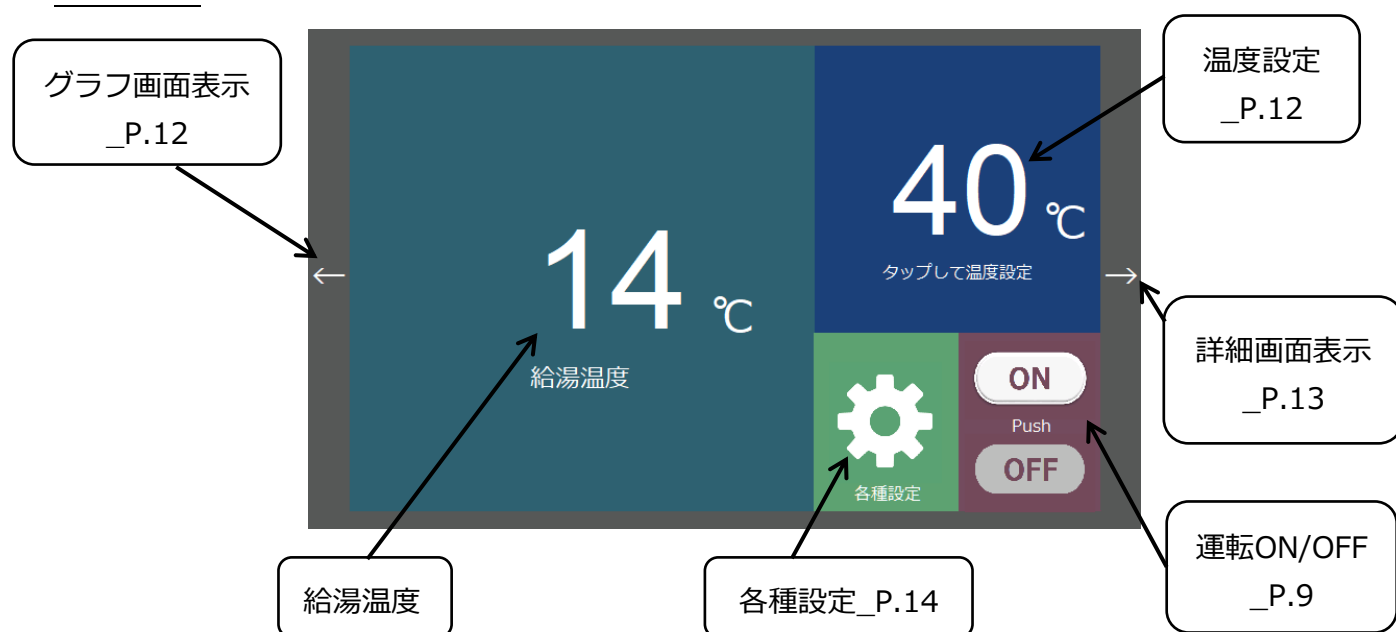 グラフ画面表示
_P.12
温度設定
_P.12
40 ℃
タップして温度設定
←
14 ℃
給湯温度
→
詳細画面表示
_P.13
ON
Push
OFF
各種設定
運転ON/OFF
_P.9
給湯温度
各種設定_P.14